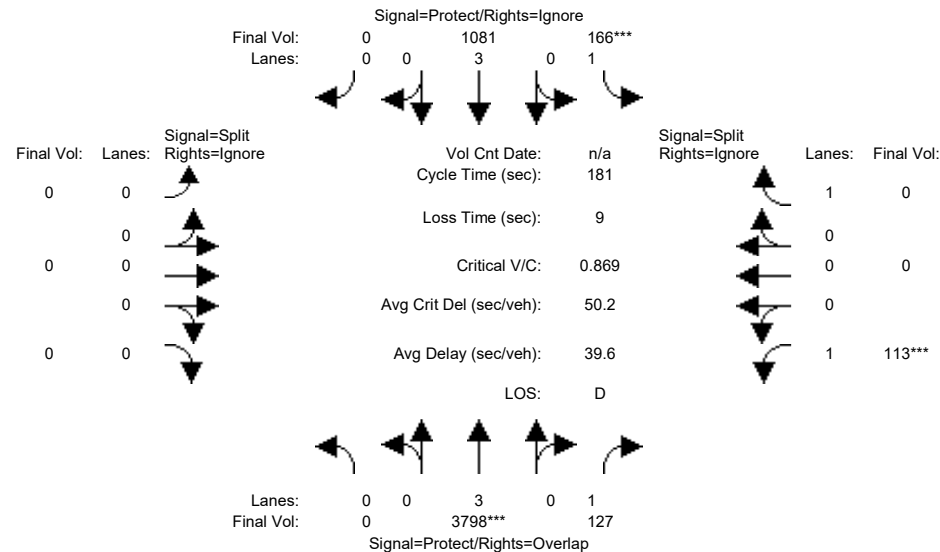 Signal=Protect/Rights=Ignore
Final Vol: 0 1081 166***
Lanes: 0 0 3 0 1
Signal=Split Signal=Split
Final Vol: Lanes: Rights=Ignore Vol Cnt Date: n/a Rights=Ignore Lanes: Final Vol:
Cycle Time (sec): 181
0 0 1 0
Loss Time (sec): 9
0 0
0 0 Critical V/C: 0.869 0 0
0 Avg Crit Del (sec/veh): 50.2 0
0 0 Avg Delay (sec/veh): 39.6 1 113***
LOS: D
Lanes: 0 0 3 0 1
Final Vol: 0 3798*** 127
Signal=Protect/Rights=Overlap